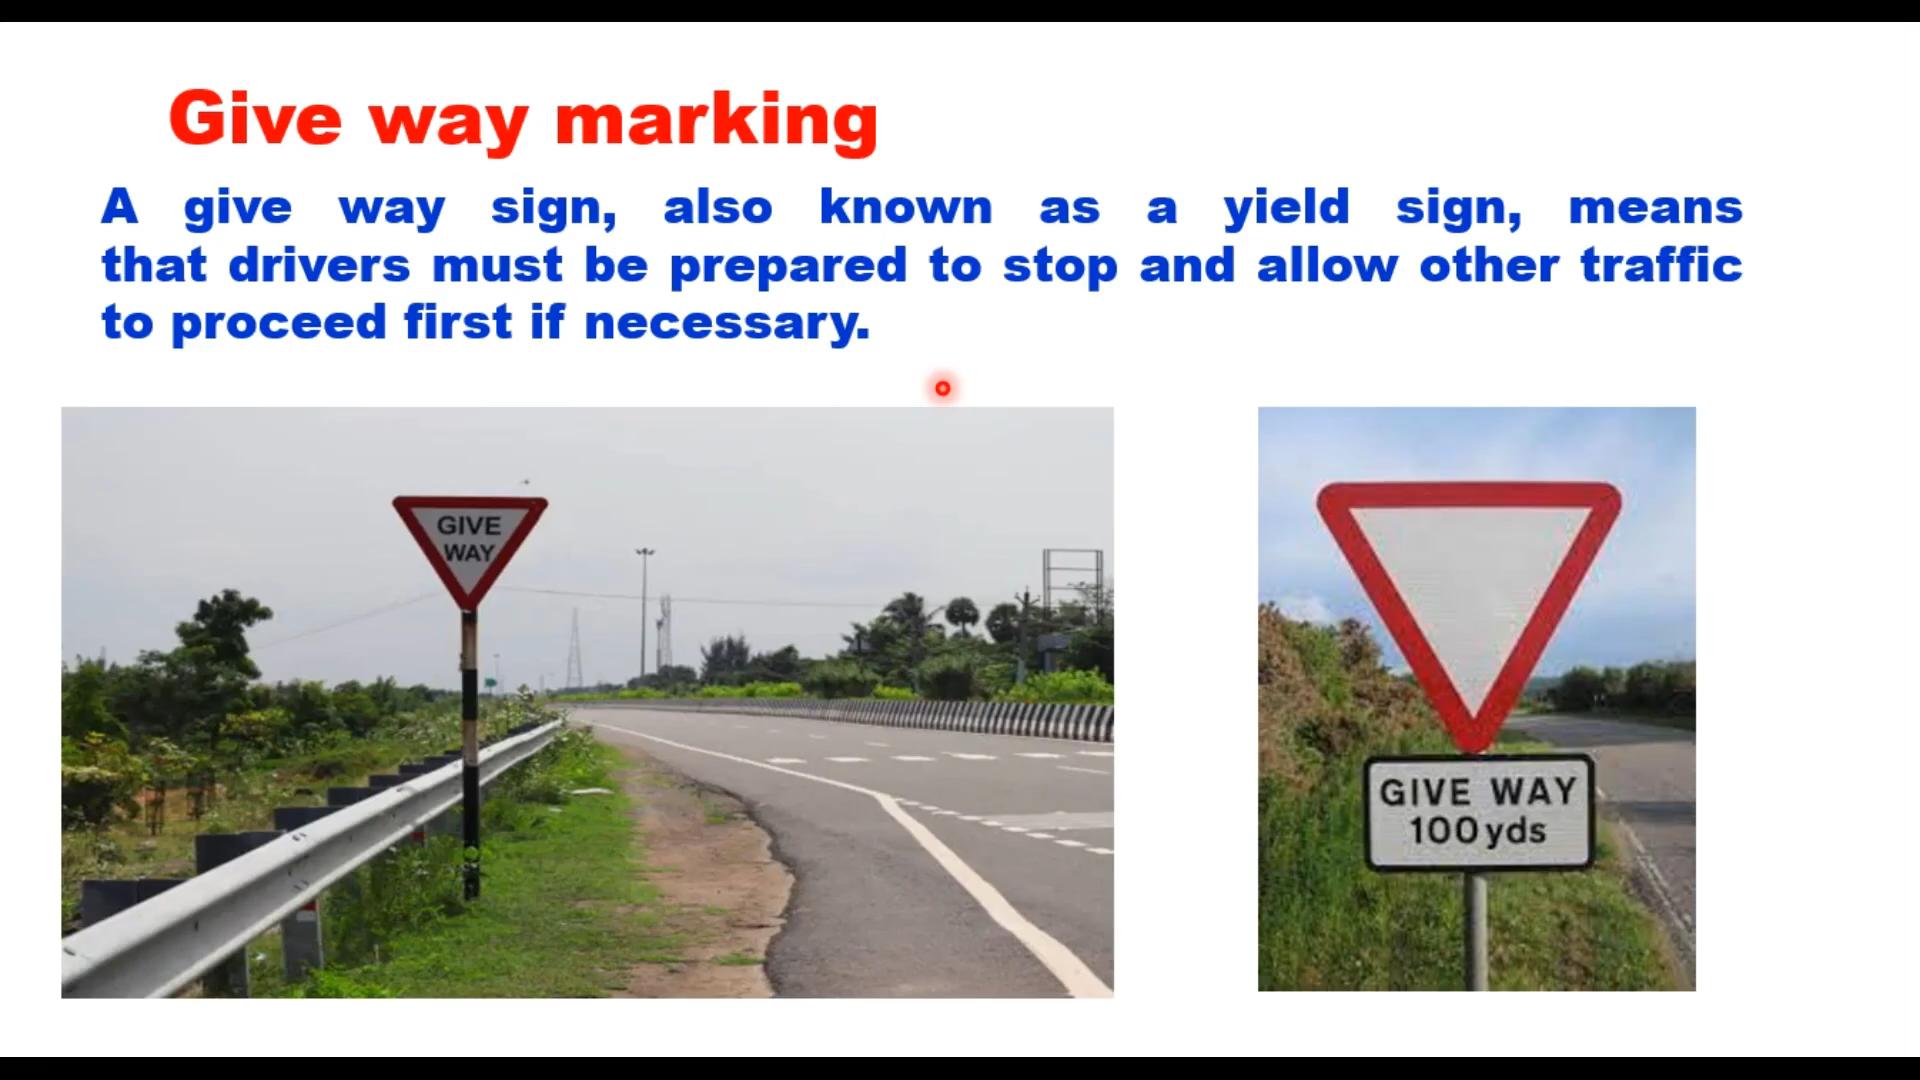 Give way marking
A give way sign, also known as a yield sign, means
that drivers must be prepared to stop and allow other traffic
to proceed first if necessary.
GIVE
WAY
GIVE WAY
100 yds